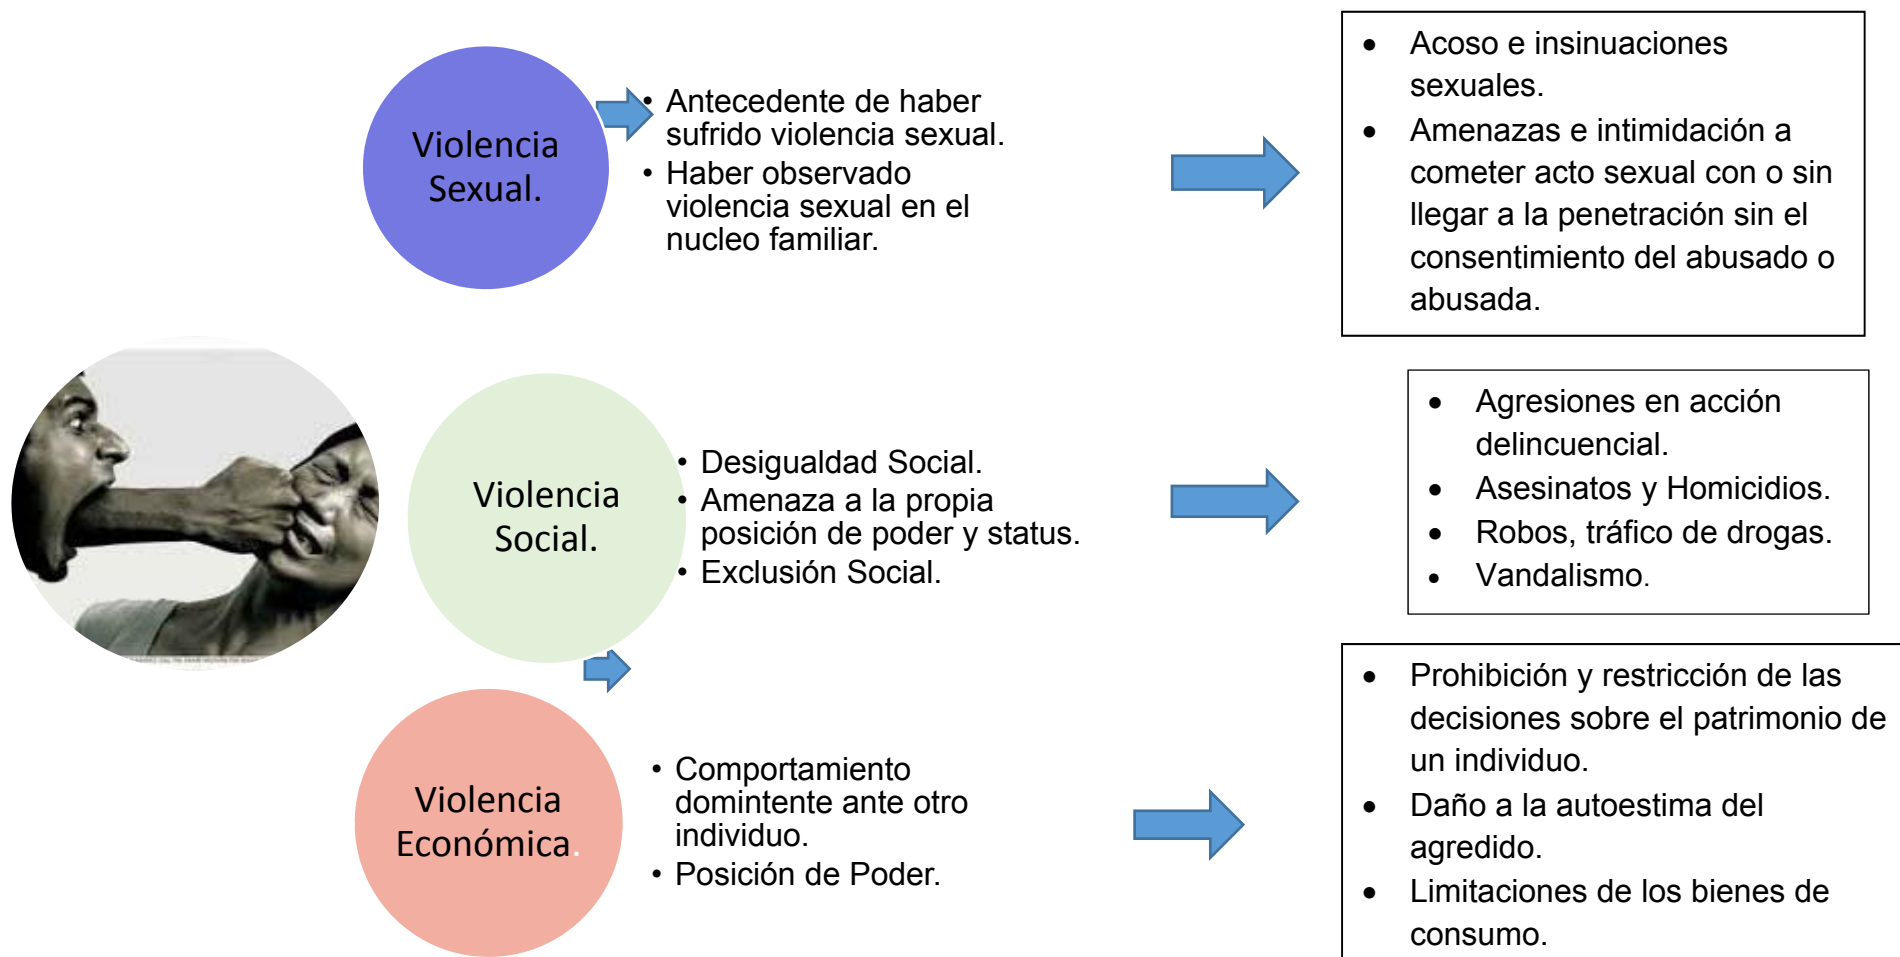 Violencia
Sexual.
• Antecedente de haber
sufrido violencia sexual.
• Haber observado
violencia sexual en el
nucleo familiar.
• Acoso e insinuaciones
sexuales.
• Amenazas e intimidación a
cometer acto sexual con o sin
llegar a la penetración sin el
consentimiento del abusado o
abusada.
Violencia
Social.
• Desigualdad Social.
• Amenaza a la propia
posición de poder y status.
• Exclusión Social.
• Agresiones en acción
delincuencial.
• Asesinatos y Homicidios.
• Robos, tráfico de drogas.
• Vandalismo.
Violencia
Económica.
• Comportamiento
domintente ante otro
individuo.
• Posición de Poder.
• Prohibición y restricción de las
decisiones sobre el patrimonio de
un individuo.
• Daño a la autoestima del
agredido.
• Limitaciones de los bienes de
consumo.